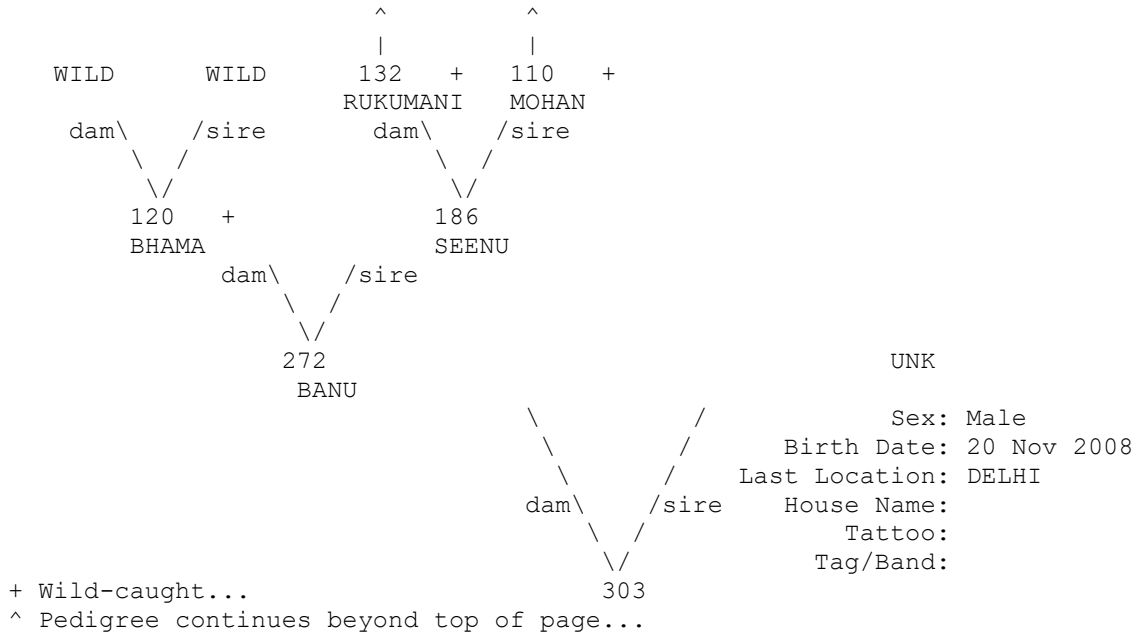 ^ ^
| |
WILD WILD 132 + 110 +
RUKUMANI MOHAN
dam\ /sire dam\ /sire
\ / \ /
\/ \/
120 + 186
BHAMA SEENU
dam\ /sire
\ /
\/
272 UNK
BANU
\ / Sex: Male
\ / Birth Date: 20 Nov 2008
\ / Last Location: DELHI
dam\ /sire House Name:
\ / Tattoo:
\/ Tag/Band:
+ Wild-caught... 303
^ Pedigree continues beyond top of page...